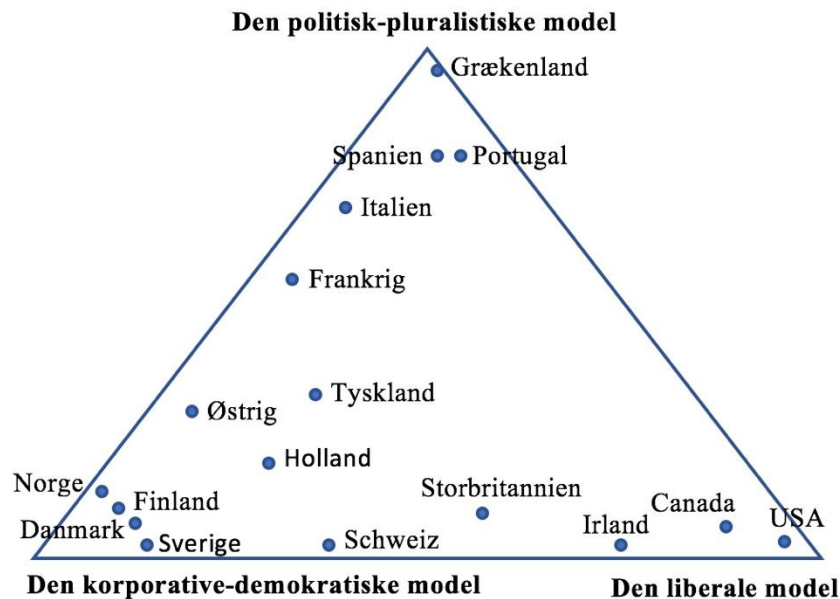 Den politisk-pluralistiske model
Grækenland
Spanien Portugal
Italien
Frankrig
Tyskland
Østrig
Holland
Norge
Finland
Storbritannien
Canada
USA
Danmark
Sverige
Schweiz
Irland
Den korporative-demokratiske model
Den liberale model